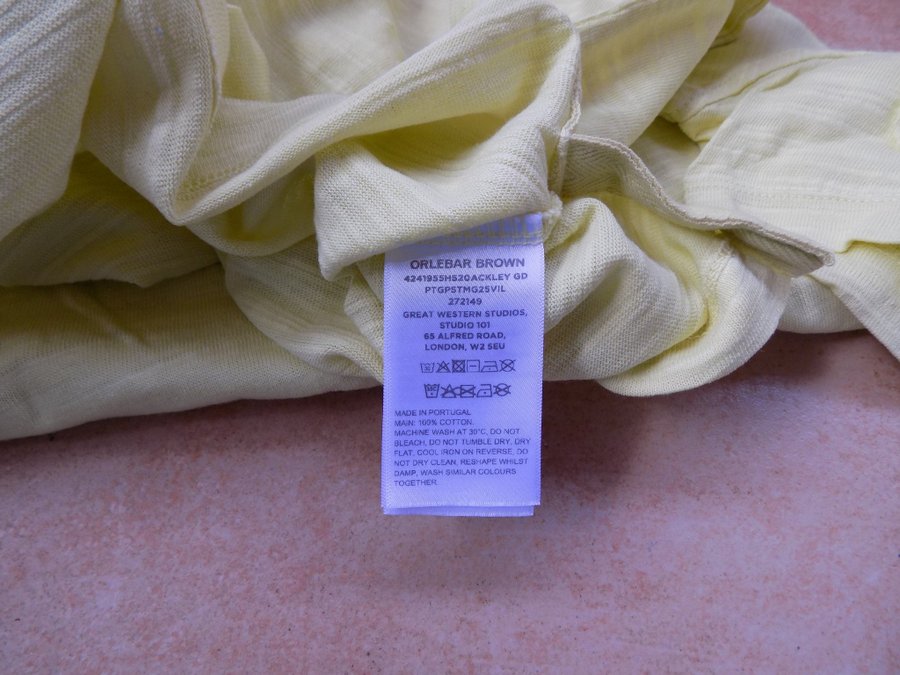 ORLEBAR BROWN
4241955HS20ACKLEY GD
PTGPSTMG25VIL
272149
GREAT WESTERN STUDIOS,
STUDIO 101
65 ALFRED ROAD,
LONDON, W2 5EU
MADE IN PORTUGAL
MAIN: 100% COTTON.
MACHINE WASH AT 30°C, DO NOT
BLEACH, DO NOT TUMBLE DRY, DRY
FLAT, COOL IRON ON REVERSE, DO
NOT DRY CLEAN, RESHAPE WHILST
DAMP, WASH SIMILAR COLOURS
TOGETHER.